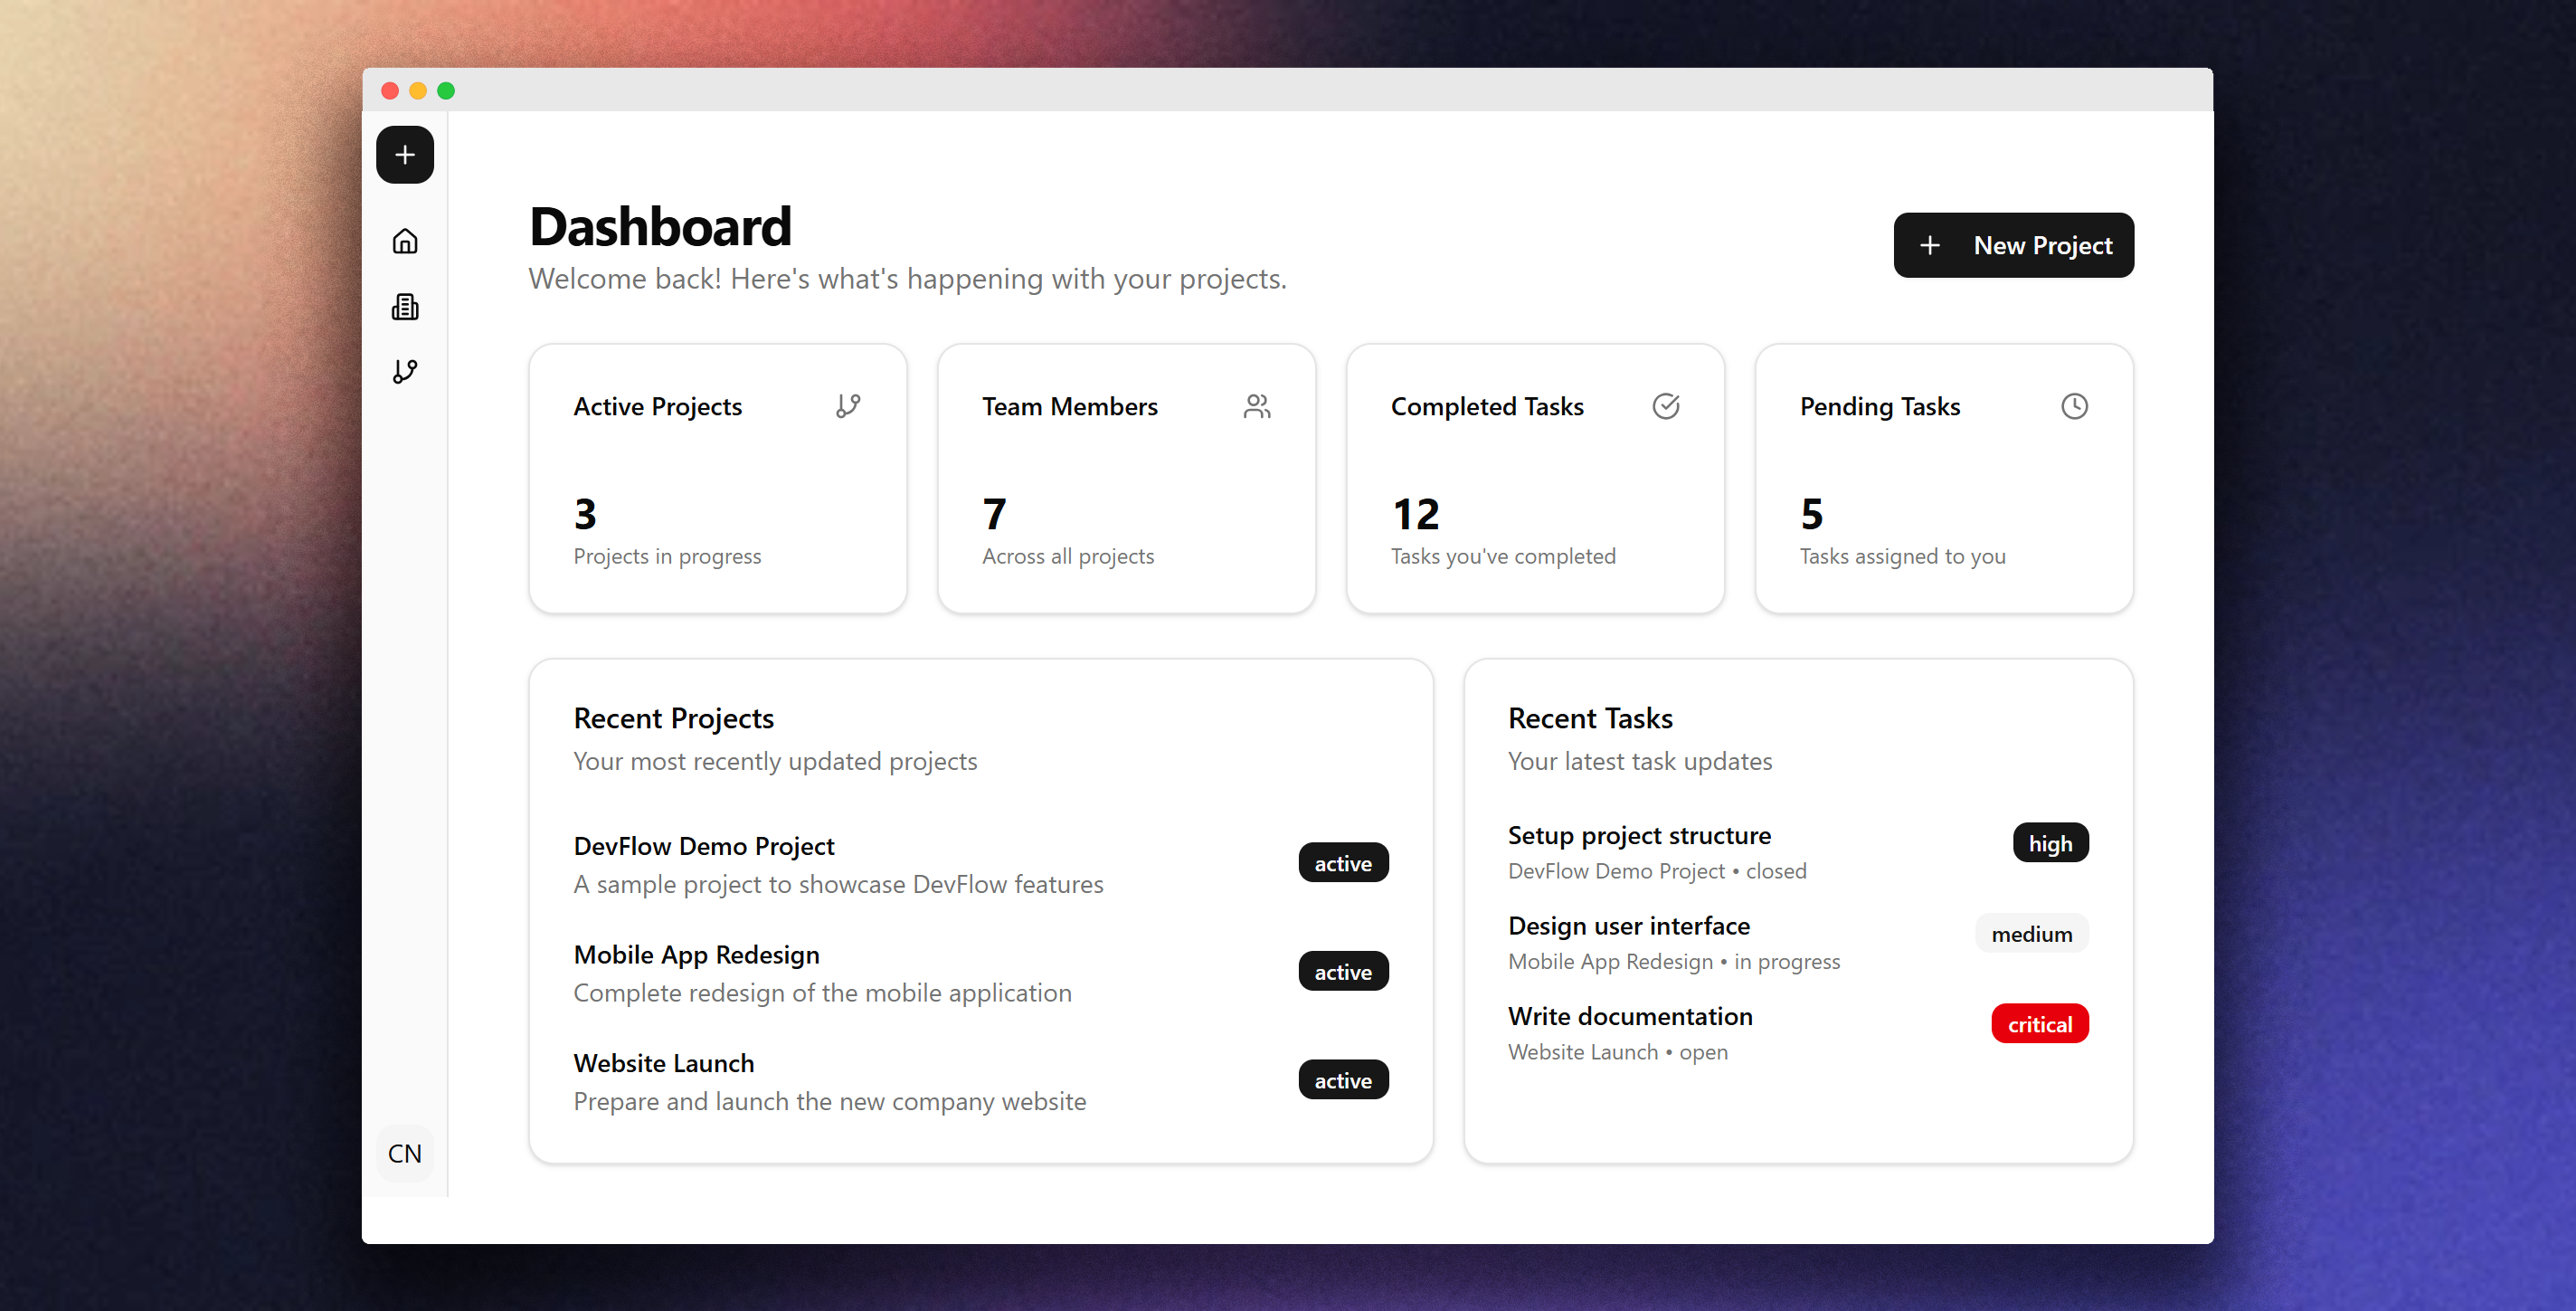 Dashboard
Welcome back! Here's what's happening with your projects.
New Project
Active Projects
3
Projects in progress
Team Members
7
Across all projects
Completed Tasks
12
Tasks you've completed
Pending Tasks
5
Tasks assigned to you
Recent Projects
Your most recently updated projects
DevFlow Demo Project
A sample project to showcase DevFlow features
active
Mobile App Redesign
Complete redesign of the mobile application
active
Website Launch
Prepare and launch the new company website
active
Recent Tasks
Your latest task updates
Setup project structure
DevFlow Demo Project • closed
high
Design user interface
Mobile App Redesign • in progress
medium
Write documentation
Website Launch • open
critical
CN